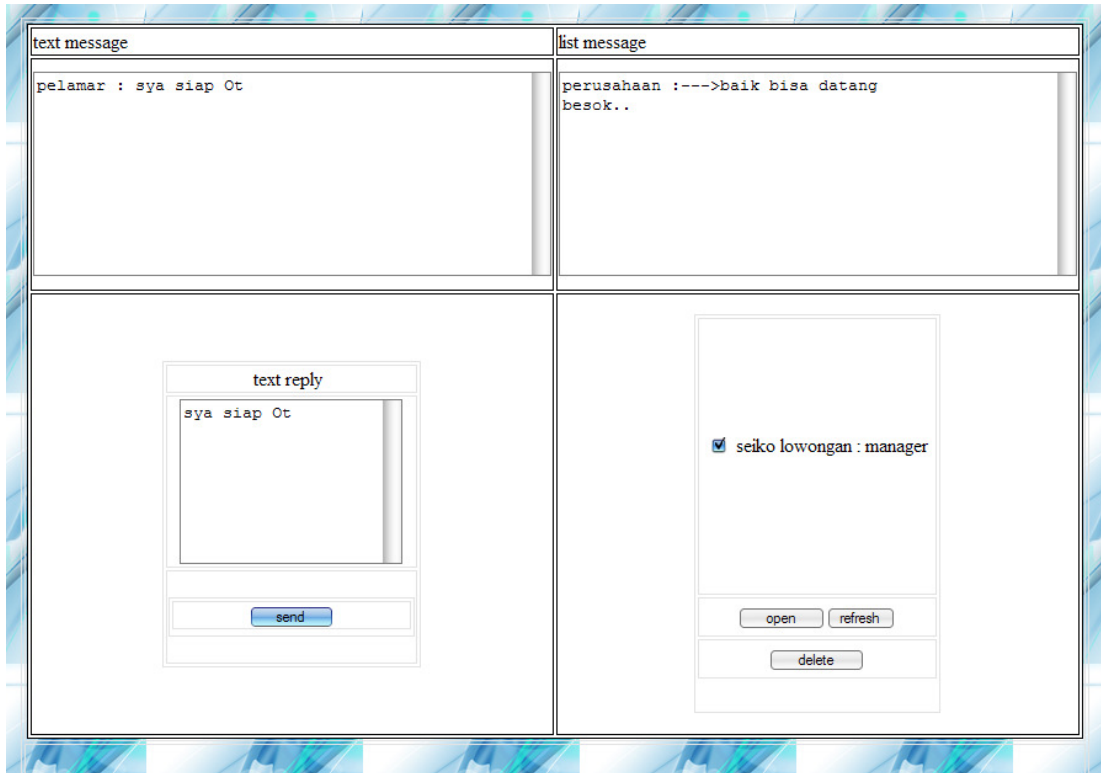 text message
list message
pelamar : sya siap Ot
perusahaan :--->baik bisa datang
besok..
text reply
sya siap Ot
send
seiko lowongan : manager
open
refresh
delete